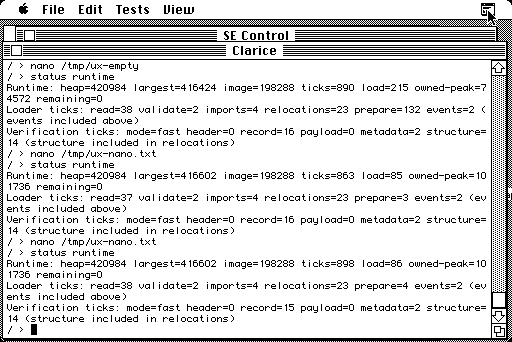 File Edit Tests View
SE Control
Clarice
/ > nano /tmp/ux-empty
/ > status runtime
Runtime: heap=420984 largest=416424 image=198288 ticks=890 load=215 owned-peak=7
4572 remaining=0
Loader ticks: read=38 validate=2 imports=4 relocations=23 prepare=132 events=2 (
events included above)
Verification ticks: mode=fast header=0 record=16 payload=0 metadata=2 structure=
14 (structure included in relocations)
/ > nano /tmp/ux-nano.txt
/ > status runtime
Runtime: heap=420984 largest=416602 image=198288 ticks=863 load=85 owned-peak=10
1736 remaining=0
Loader ticks: read=37 validate=2 imports=4 relocations=23 prepare=3 events=2 (ev
ents included above)
Verification ticks: mode=fast header=0 record=16 payload=0 metadata=2 structure=
14 (structure included in relocations)
/ > nano /tmp/ux-nano.txt
/ > status runtime
Runtime: heap=420984 largest=416602 image=198288 ticks=898 load=86 owned-peak=10
1736 remaining=0
Loader ticks: read=38 validate=2 imports=4 relocations=23 prepare=4 events=2 (ev
ents included above)
Verification ticks: mode=fast header=0 record=15 payload=0 metadata=2 structure=
14 (structure included in relocations)
/ >